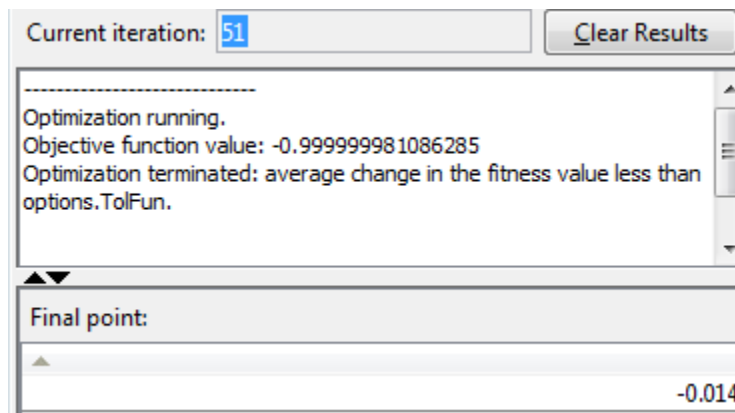 Current iteration: 51 Clear Results
------------------------------
Optimization running.
Objective function value: -0.999999981086285
Optimization terminated: average change in the fitness value less than
options.TolFun.
Final point:
-0.014